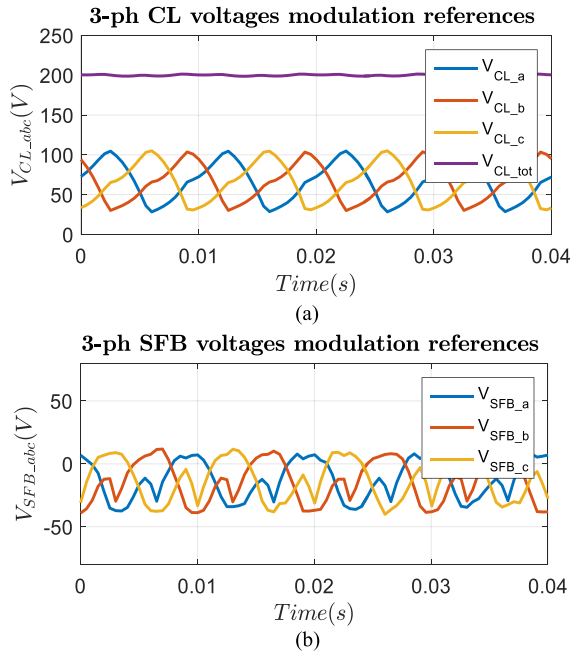 3-ph CL voltages modulation references
250
200
150
100
50
0
V_CL_abc(V)
V_CL_a
V_CL_b
V_CL_c
V_CL_tot
0 0.01 0.02 0.03 0.04
Time(s)
(a)
3-ph SFB voltages modulation references
50
0
-50
V_SFB_abc(V)
V_SFB_a
V_SFB_b
V_SFB_c
0 0.01 0.02 0.03 0.04
Time(s)
(b)